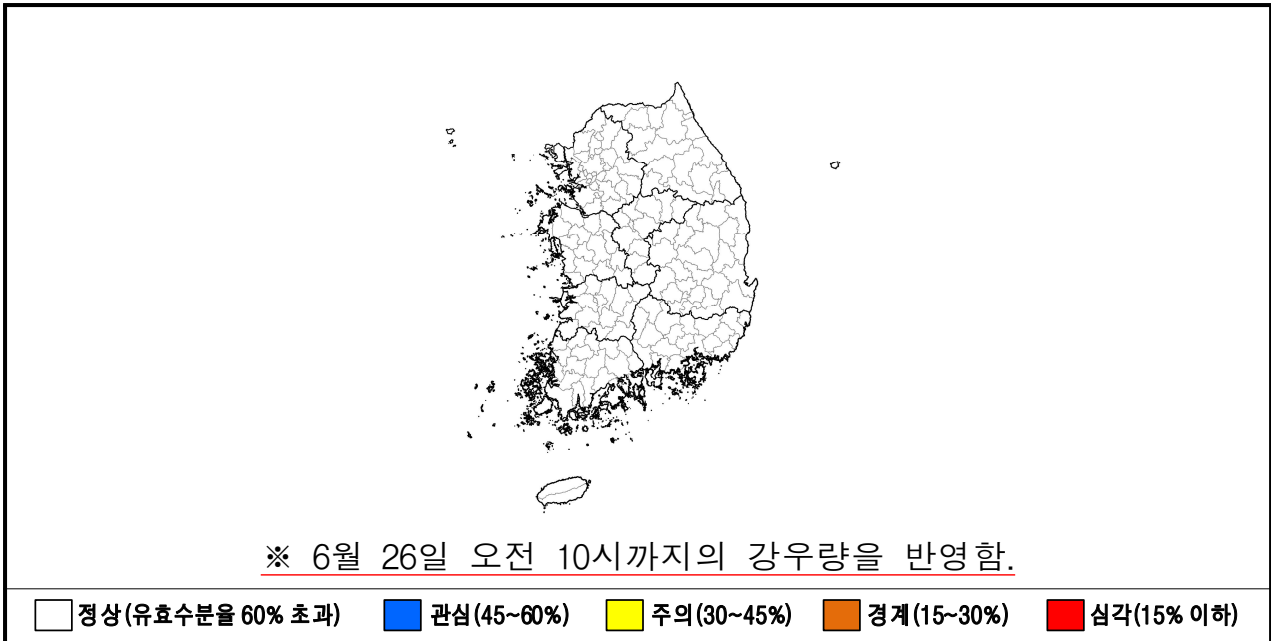 ※ 6월 26일 오전 10시까지의 강우량을 반영함.
정상(유효수분율 60% 초과) 관심(45~60%) 주의(30~45%) 경계(15~30%) 심각(15% 이하)